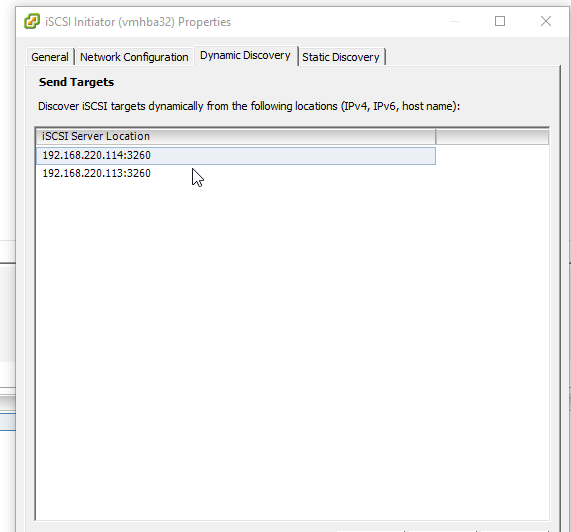 iSCSI Initiator (vmhba32) Properties
General Network Configuration Dynamic Discovery Static Discovery
Send Targets
Discover iSCSI targets dynamically from the following locations (IPv4, IPv6, host name):
iSCSI Server Location
192.168.220.114:3260
192.168.220.113:3260